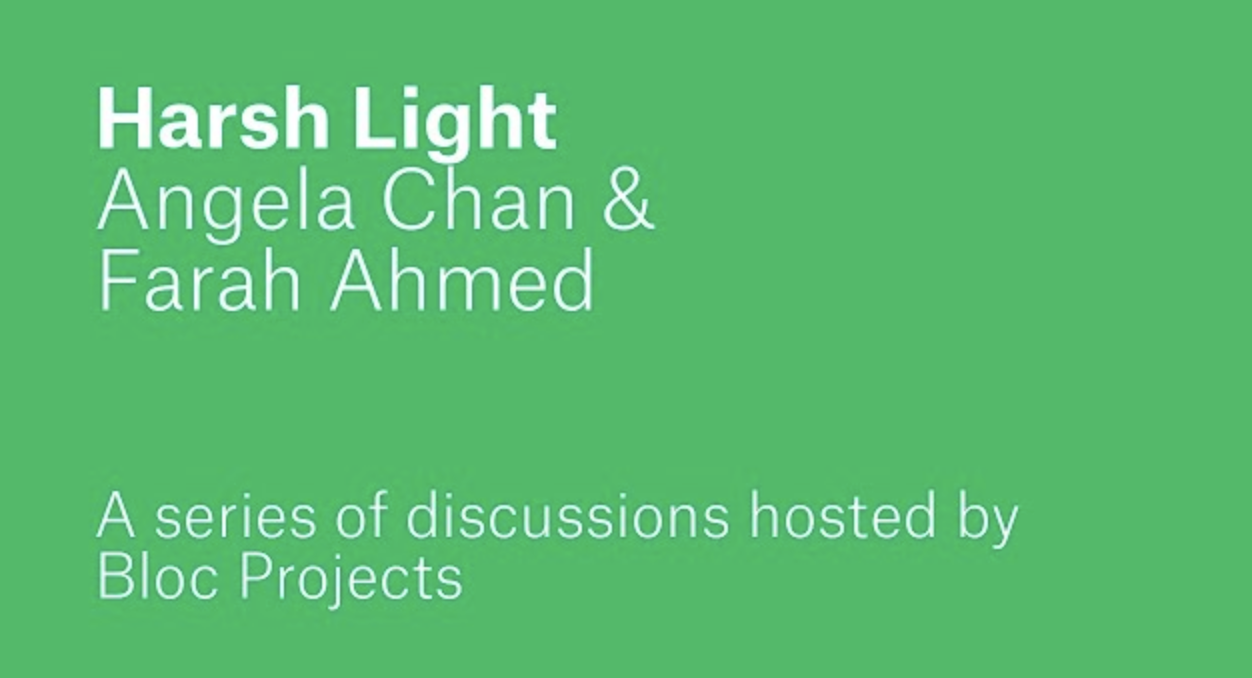 Harsh Light
Angela Chan &
Farah Ahmed
A series of discussions hosted by
Bloc Projects